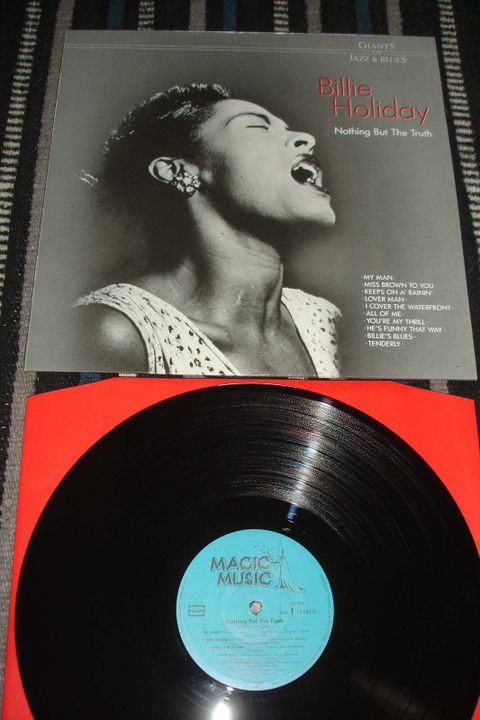 GIANTS
OF
JAZZ & BLUES
Billie
Holiday
Nothing But The Truth
·MY MAN·
·MISS BROWN TO YOU·
·KEEPS ON A' RAININ'·
·LOVER MAN·
·I COVER THE WATERFRONT·
·ALL OF ME·
·YOU'RE MY THRILL·
·HE'S FUNNY THAT WAY·
·BILLIE'S BLUES·
·TENDERLY·
MAGIC
MUSIC
Side 1
Nothing But The Truth